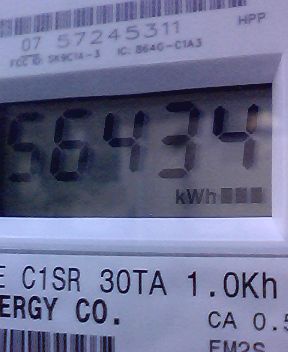 07 57245311
HPP
FCC ID: SK9C1A-3 IC: 864G-C1A3
56434
kWh
E C1SR 30TA 1.0Kh
ERGY CO.
CA 0.5
FM2S